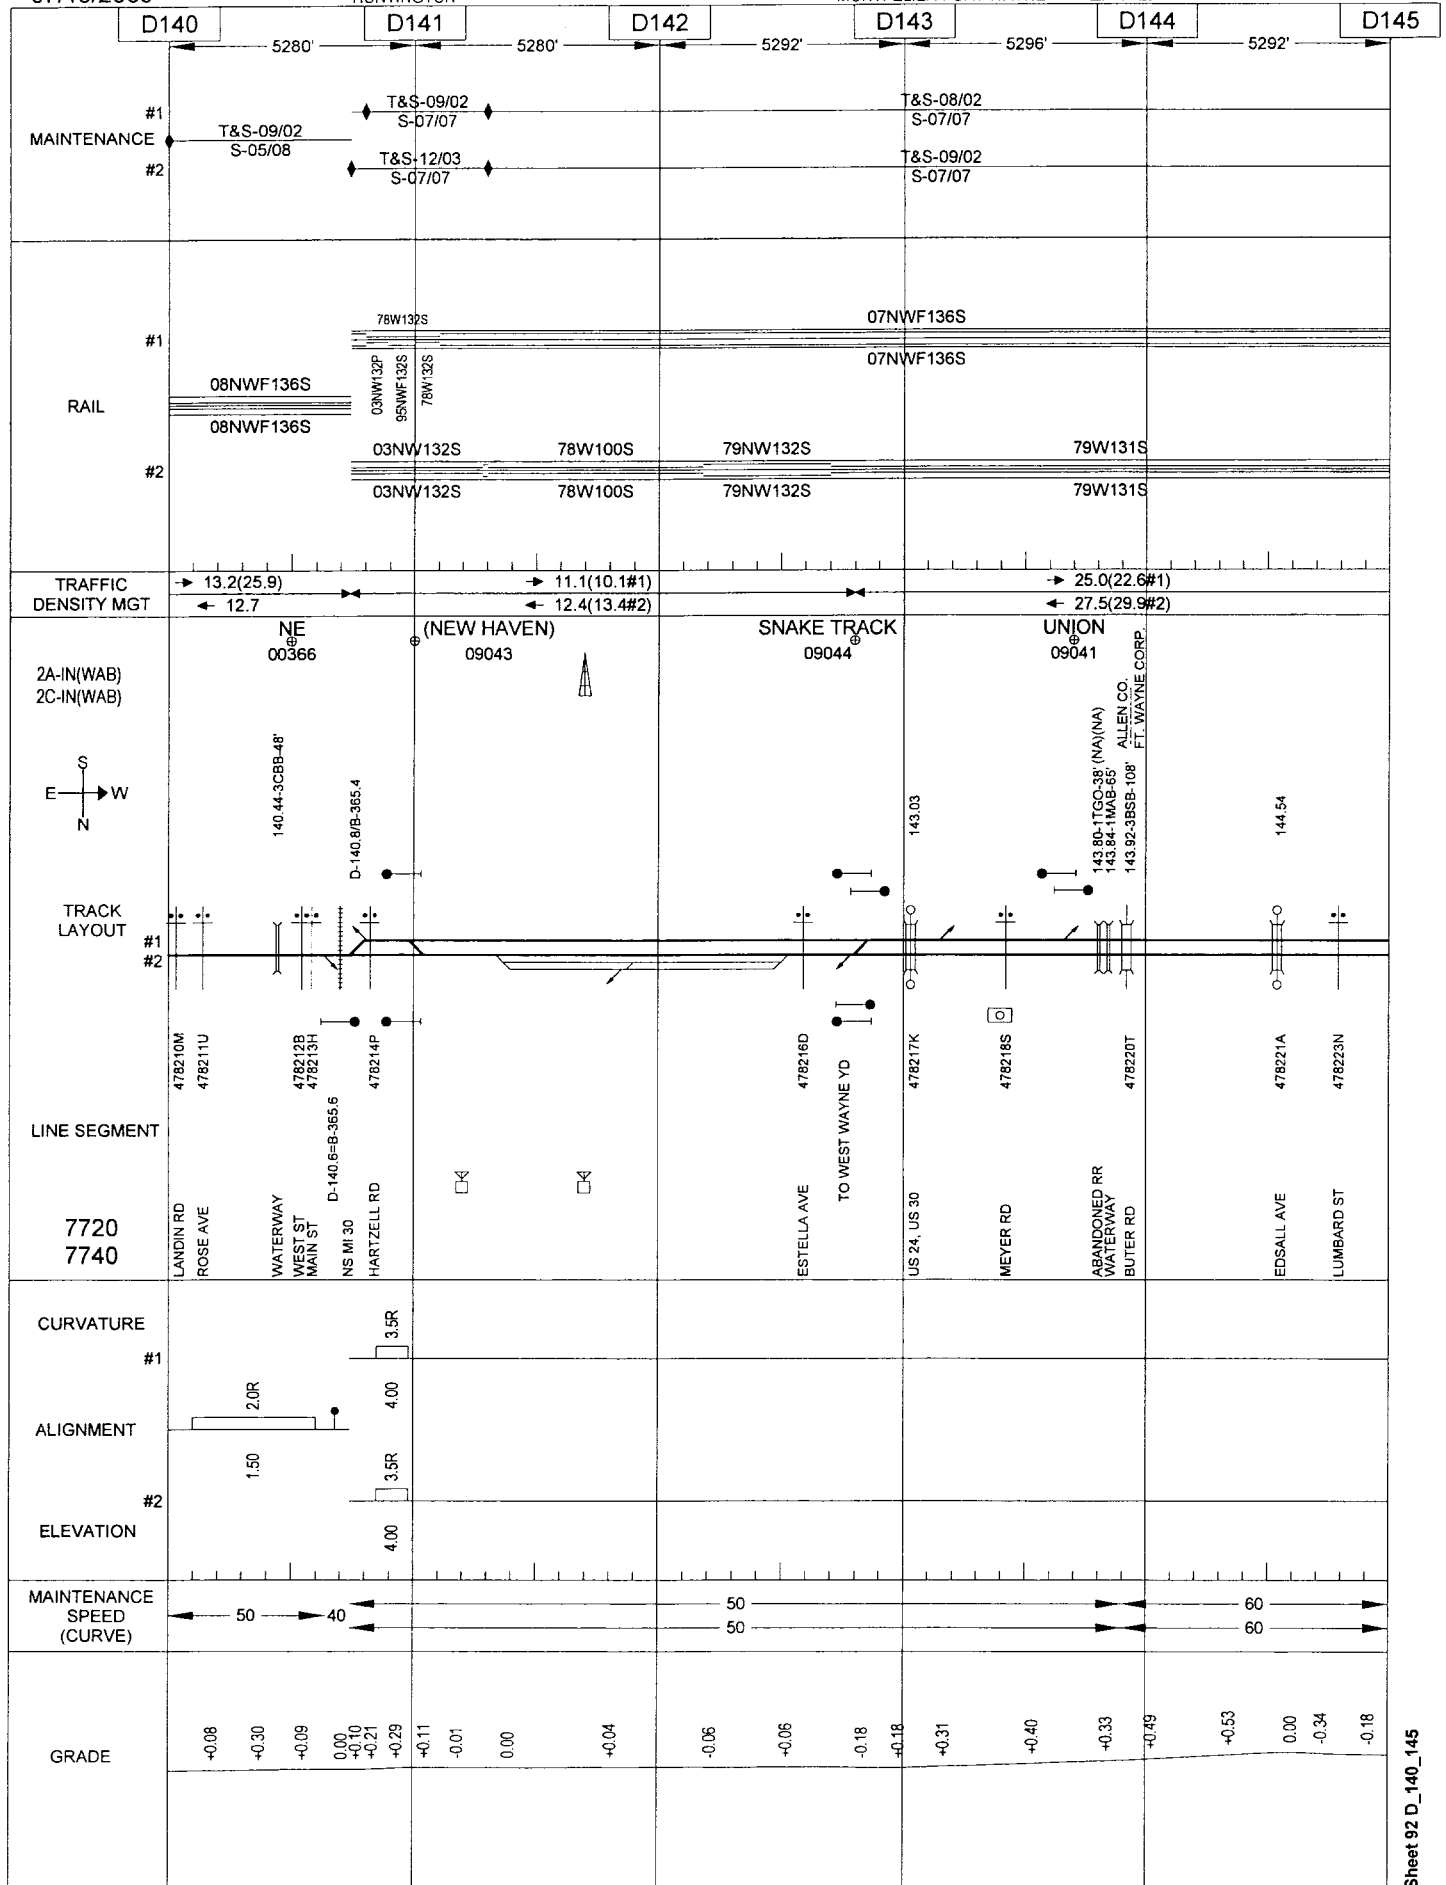 D140 D141 D142 D143 D144 D145
5280' 5280' 5292' 5296' 5292'
MAINTENANCE
#1
#2
T&S-09/02
S-05/08
T&S-09/02
S-07/07
T&S-08/02
S-07/07
T&S-12/03
S-07/07
T&S-09/02
S-07/07
RAIL
#1
#2
08NWF136S
08NWF136S
78W132S
03NW132P
95NWF132S
78W132S
07NWF136S
07NWF136S
03NW132S 78W100S 79NW132S 79W131S
03NW132S 78W100S 79NW132S 79W131S
TRAFFIC
DENSITY MGT
13.2(25.9) 11.1(10.1#1) 25.0(22.6#1)
12.7 12.4(13.4#2) 27.5(29.9#2)
NE (NEW HAVEN) SNAKE TRACK UNION
00366 09043 09044 09041
2A-IN(WAB)
2C-IN(WAB)
S
E W
N
140.44-3CBB-48'
D-140.8/B-365.4
143.03
143.80-1TGO-38' (NA)(NA)
143.84-1MAB-65'
143.92-3BSB-108'
ALLEN CO.
FT. WAYNE CORP.
144.54
TRACK
LAYOUT
#1
#2
478210M
478211U
478212B
478213H
478214P
478216D
478217K
478218S
478220T
478221A
478223N
D-140.6=B-365.6
TO WEST WAYNE YD
LINE SEGMENT
7720
7740
LANDIN RD
ROSE AVE
WATERWAY
WEST ST
MAIN ST
NS MI 30
HARTZELL RD
ESTELLA AVE
US 24, US 30
MEYER RD
ABANDONED RR
WATERWAY
BUTER RD
EDSALL AVE
LUMBARD ST
CURVATURE
#1
ALIGNMENT
#2
ELEVATION
2.0R
1.50
3.5R
4.00
3.5R
4.00
MAINTENANCE
SPEED
(CURVE)
50 40 50 60
50 60
GRADE
+0.08
+0.30
+0.09
0.00
+0.10
+0.21
+0.29
+0.11
-0.01
0.00
+0.04
-0.06
+0.06
-0.18
+0.18
+0.31
+0.40
+0.33
+0.49
+0.53
0.00
-0.34
-0.18
Sheet 92 D_140_145